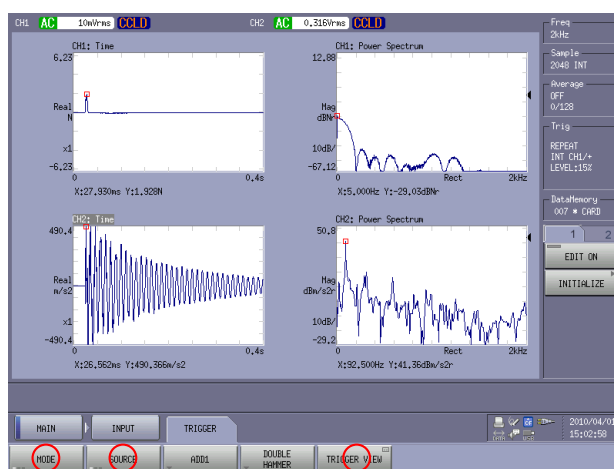 CH1 AC 10mVrms CCLD CH2 AC 0.316Vrms CCLD
Freq
2kHz
Sample
2048 INT
Average
OFF
0/128
Trig
REPEAT
INT CH1/+
LEVEL:15%
DataMemory
007 * CARD
1 2
EDIT ON
INITIALIZE
CH1: Time
6.23
Real
N
x1
-6.23
0 0.4s
X:27.930ms Y:1.928N
CH1: Power Spectrum
12.88
Mag
dBNr
10dB/
-67.12
0 Rect 2kHz
X:5.000Hz Y:-29.03dBNr
CH2: Time
490.4
Real
m/s2
x1
-490.4
0 0.4s
X:26.562ms Y:490.366m/s2
CH2: Power Spectrum
50.8
Mag
dBm/s2r
10dB/
-29.2
0 Rect 2kHz
X:92.500Hz Y:41.36dBm/s2r
MAIN INPUT TRIGGER
2010/04/01
15:02:58
MODE SOURCE ADD1 DOUBLE HAMMER TRIGGER VIEW